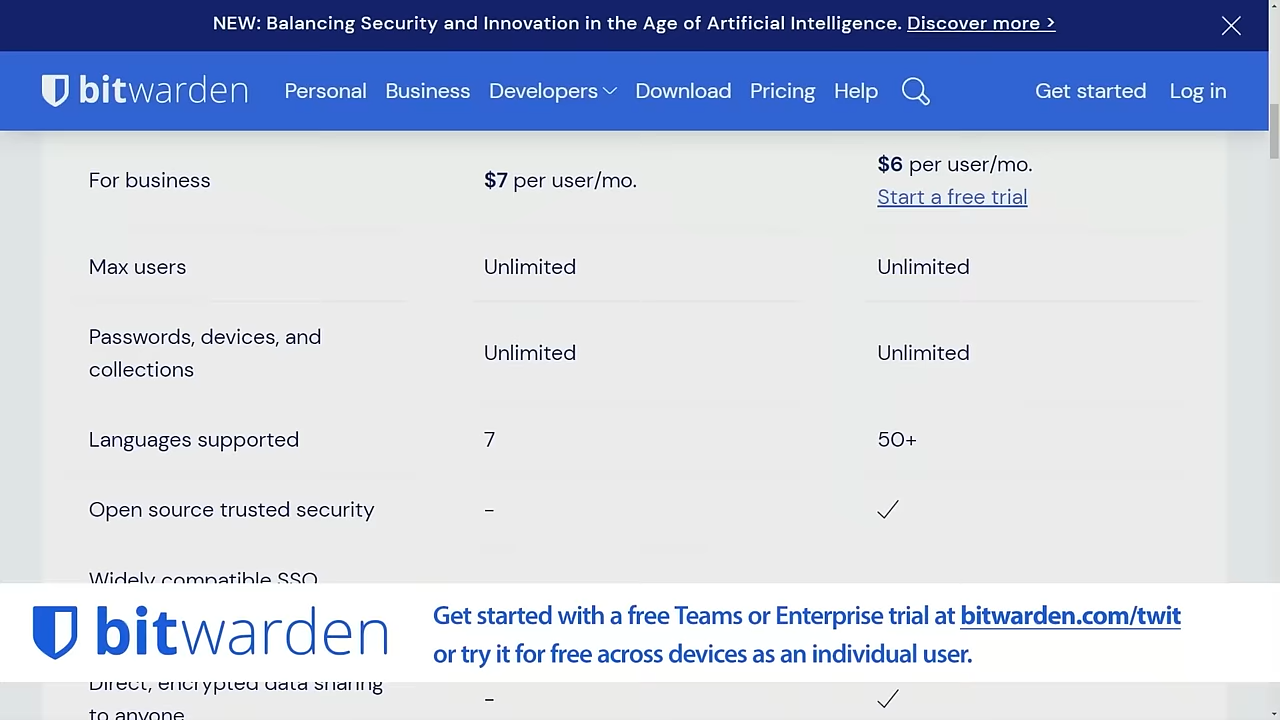 NEW: Balancing Security and Innovation in the Age of Artificial Intelligence. Discover more >
bitwarden Personal Business Developers Download Pricing Help Get started Log in
For business $7 per user/mo. $6 per user/mo.
Start a free trial
Max users Unlimited Unlimited
Passwords, devices, and
collections Unlimited Unlimited
Languages supported 7 50+
Open source trusted security - ✓
Widely compatible SSO
bitwarden
Get started with a free Teams or Enterprise trial at bitwarden.com/twit
or try it for free across devices as an individual user.
Direct, encrypted data sharing
to anyone - ✓